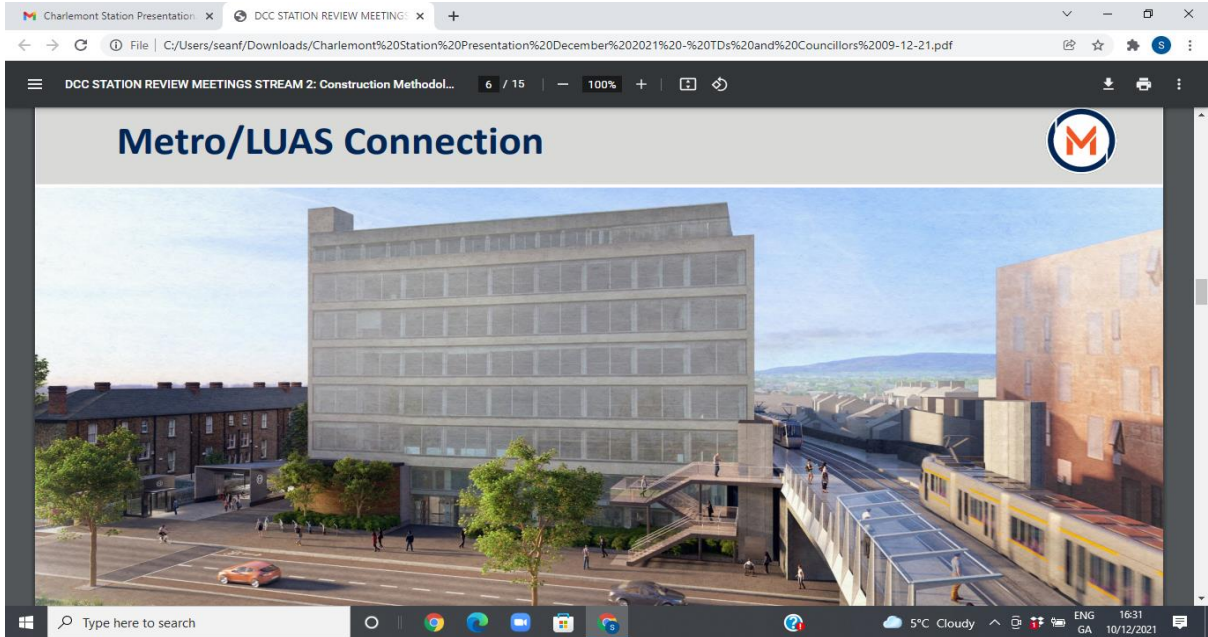 Charlemont Station Presentation
DCC STATION REVIEW MEETINGS
File | C:/Users/seanf/Downloads/Charlemont%20Station%20Presentation%20December%202021%20-%20TDs%20and%20Councillors%2009-12-21.pdf
S
DCC STATION REVIEW MEETINGS STREAM 2: Construction Methodol... 6 / 15 | — 100% +
Metro/LUAS Connection
M
Type here to search
5°C Cloudy
ENG
GA
16:31
10/12/2021